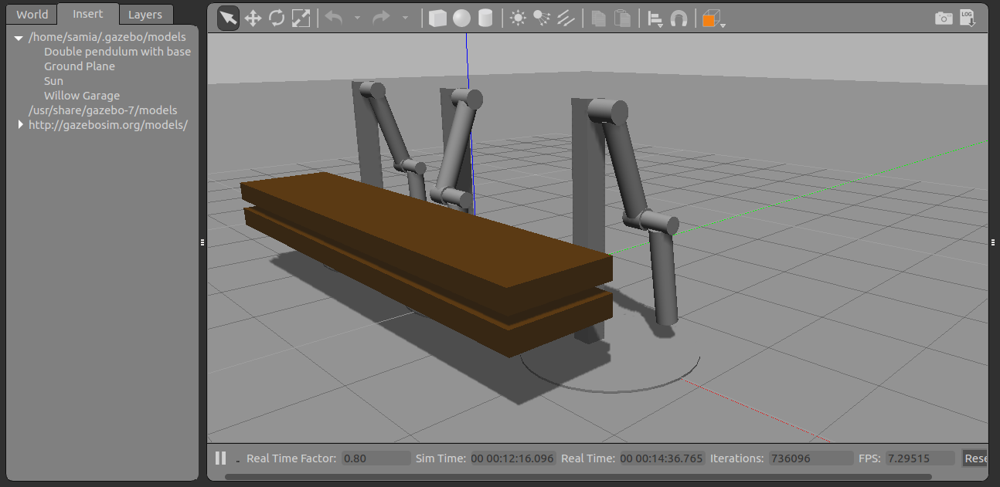 World Insert Layers
/home/samia/.gazebo/models
Double pendulum with base
Ground Plane
Sun
Willow Garage
/usr/share/gazebo-7/models
http://gazebosim.org/models/
LOG
Real Time Factor: 0.80 Sim Time: 00 00:12:16.096 Real Time: 00 00:14:36.765 Iterations: 736096 FPS: 7.29515 Rese